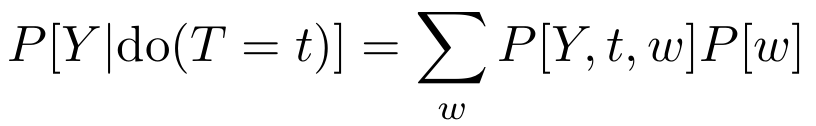 P[Y|do(T = t)] = ∑_w P[Y, t, w]P[w]